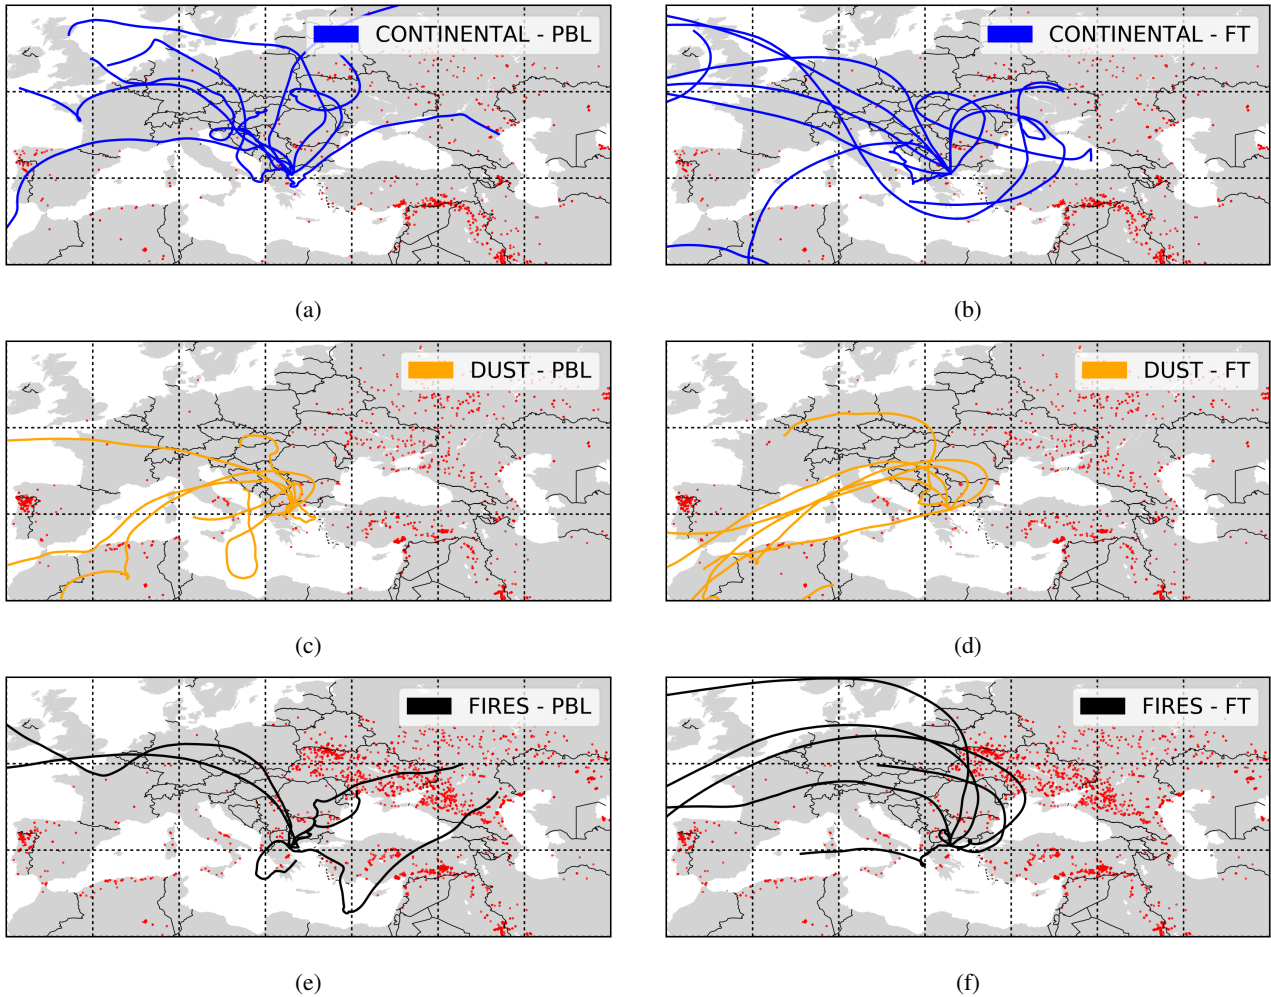 CONTINENTAL - PBL
CONTINENTAL - FT
(a)
(b)
DUST - PBL
DUST - FT
(c)
(d)
FIRES - PBL
FIRES - FT
(e)
(f)